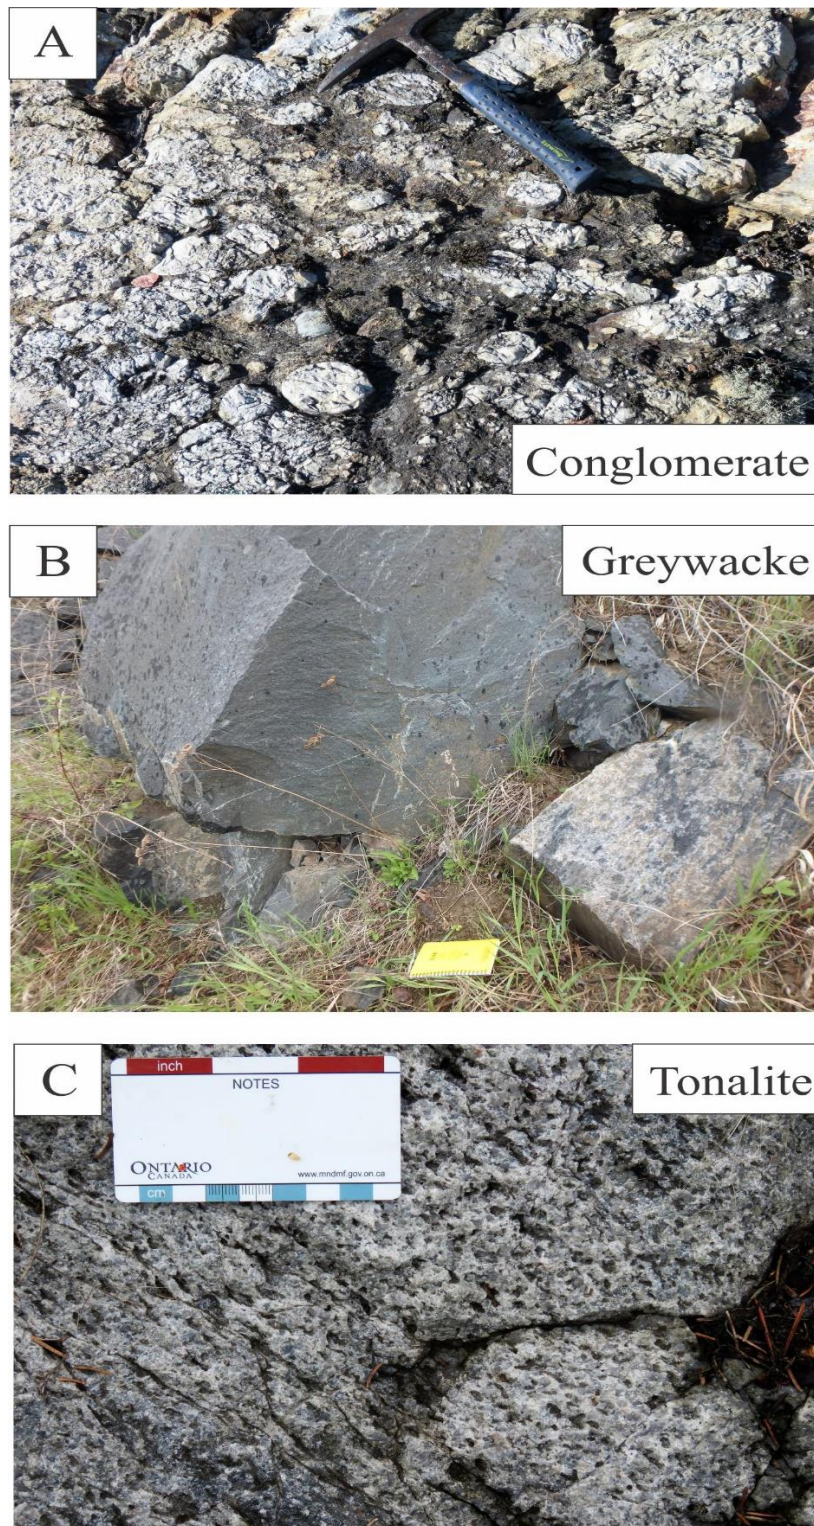 A
Conglomerate
B
Greywacke
C
Tonalite
inch
NOTES
ONTARIO
CANADA
www.mndmf.gov.on.ca
cm